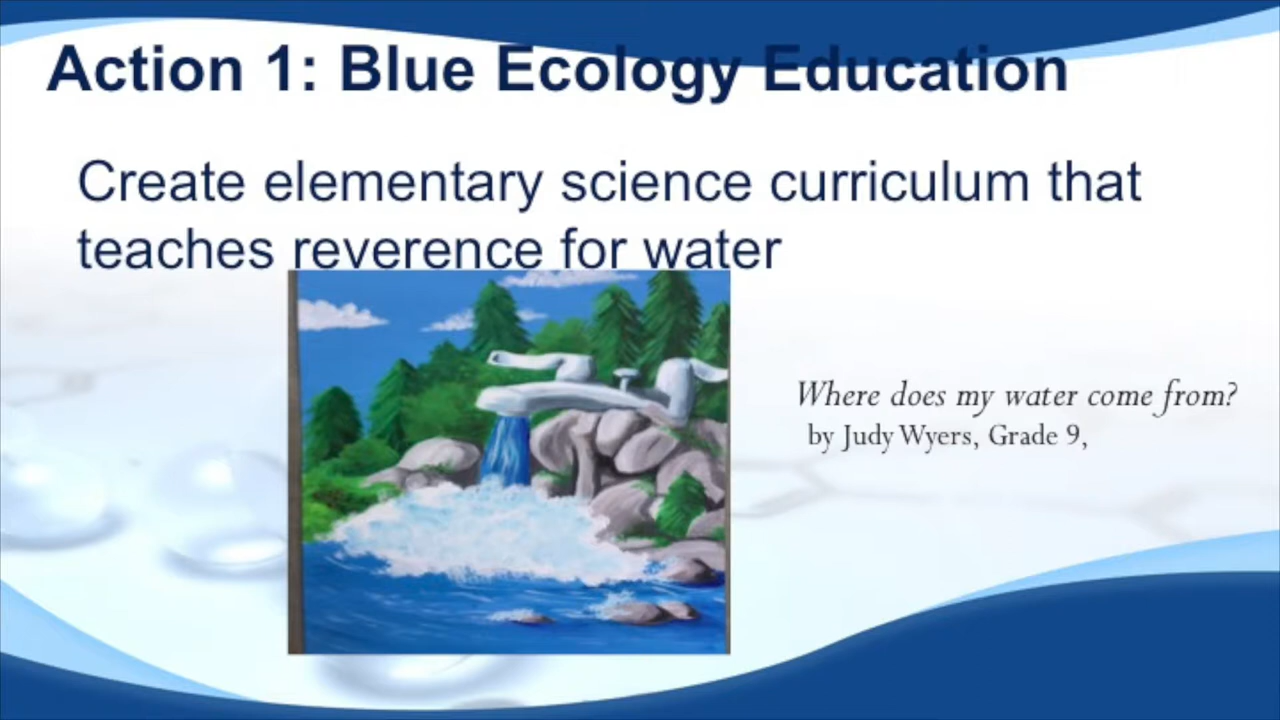 Action 1: Blue Ecology Education
Create elementary science curriculum that
teaches reverence for water
Where does my water come from?
by Judy Wyers, Grade 9,